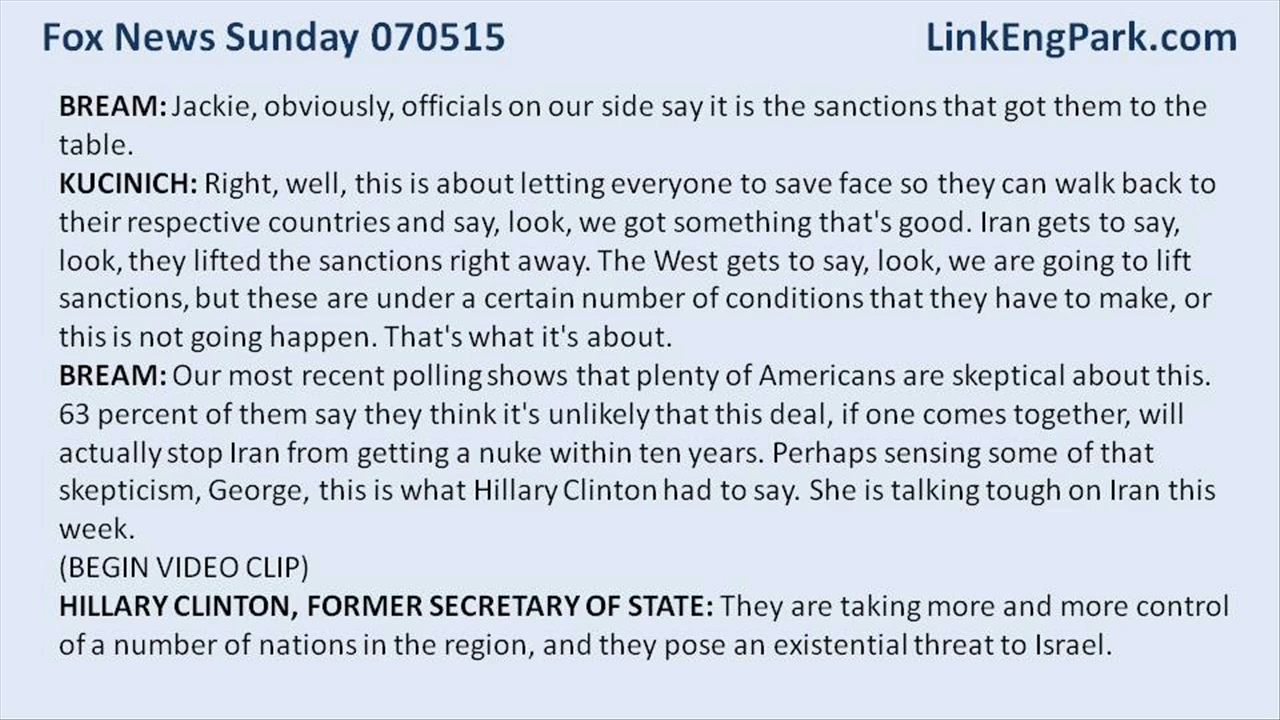 Fox News Sunday 070515
LinkEngPark.com
BREAM: Jackie, obviously, officials on our side say it is the sanctions that got them to the
table.
KUCINICH: Right, well, this is about letting everyone to save face so they can walk back to
their respective countries and say, look, we got something that's good. Iran gets to say,
look, they lifted the sanctions right away. The West gets to say, look, we are going to lift
sanctions, but these are under a certain number of conditions that they have to make, or
this is not going happen. That's what it's about.
BREAM: Our most recent polling shows that plenty of Americans are skeptical about this.
63 percent of them say they think it's unlikely that this deal, if one comes together, will
actually stop Iran from getting a nuke within ten years. Perhaps sensing some of that
skepticism, George, this is what Hillary Clinton had to say. She is talking tough on Iran this
week.
(BEGIN VIDEO CLIP)
HILLARY CLINTON, FORMER SECRETARY OF STATE: They are taking more and more control
of a number of nations in the region, and they pose an existential threat to Israel.